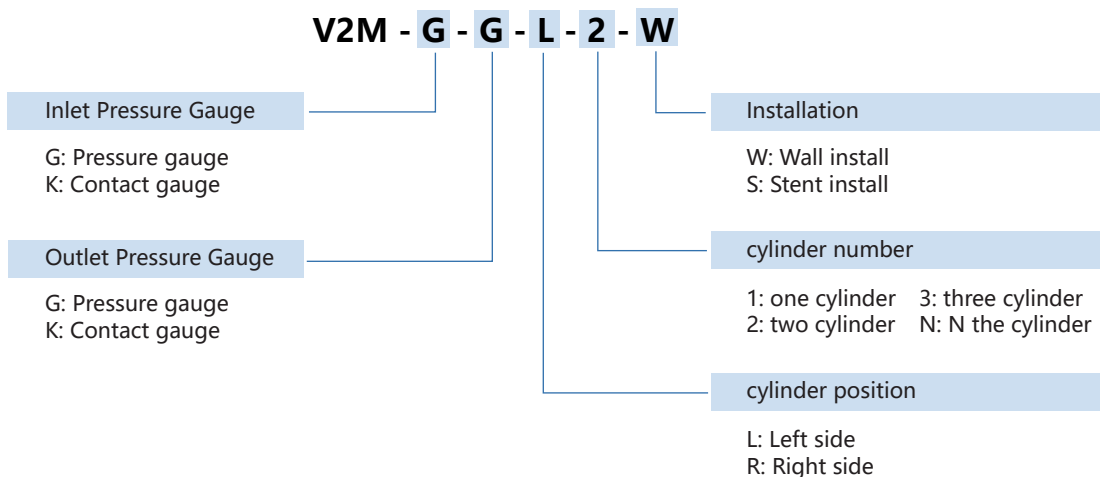 V2M - G - G - L - 2 - W
Inlet Pressure Gauge
G: Pressure gauge
K: Contact gauge
Outlet Pressure Gauge
G: Pressure gauge
K: Contact gauge
Installation
W: Wall install
S: Stent install
cylinder number
1: one cylinder 3: three cylinder
2: two cylinder N: N the cylinder
cylinder position
L: Left side
R: Right side